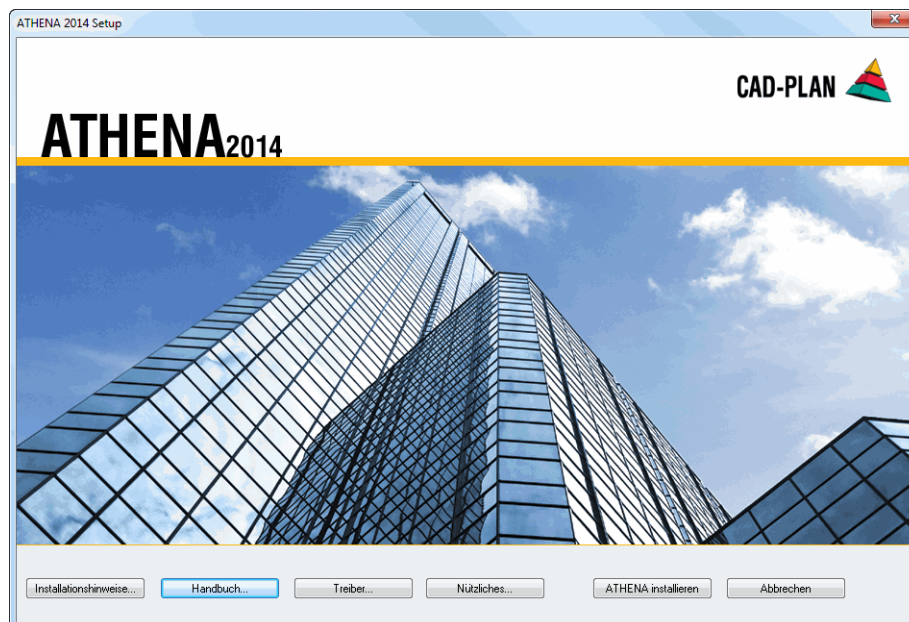 ATHENA 2014 Setup
CAD-PLAN
ATHENA2014
Installationshinweise...
Handbuch...
Treiber...
Nützliches...
ATHENA installieren
Abbrechen